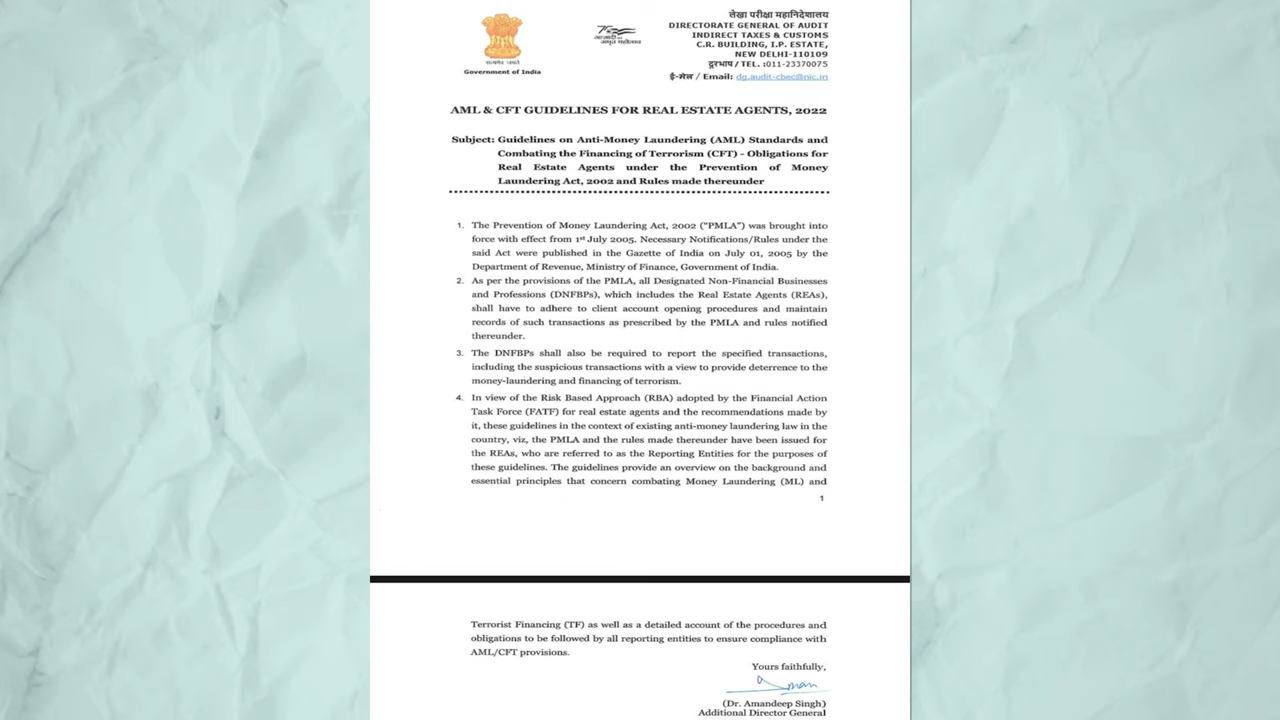 लेखा परीक्षा महानिदेशालय
DIRECTORATE GENERAL OF AUDIT
INDIRECT TAXES & CUSTOMS
C.R. BUILDING, I.P. ESTATE,
NEW DELHI-110109
दूरभाष / TEL. :011-23370075
ई-मेल / Email: dg.audit-cbec@nic.in
आज़ादी का
अमृत महोत्सव
सत्यमेव जयते
Government of India
AML & CFT GUIDELINES FOR REAL ESTATE AGENTS, 2022
Subject: Guidelines on Anti-Money Laundering (AML) Standards and
Combating the Financing of Terrorism (CFT) - Obligations for
Real Estate Agents under the Prevention of Money
Laundering Act, 2002 and Rules made thereunder
1. The Prevention of Money Laundering Act, 2002 ("PMLA") was brought into
force with effect from 1st July 2005. Necessary Notifications/Rules under the
said Act were published in the Gazette of India on July 01, 2005 by the
Department of Revenue, Ministry of Finance, Government of India.
2. As per the provisions of the PMLA, all Designated Non-Financial Businesses
and Professions (DNFBPs), which includes the Real Estate Agents (REAs),
shall have to adhere to client account opening procedures and maintain
records of such transactions as prescribed by the PMLA and rules notified
thereunder.
3. The DNFBPs shall also be required to report the specified transactions,
including the suspicious transactions with a view to provide deterrence to the
money-laundering and financing of terrorism.
4. In view of the Risk Based Approach (RBA) adopted by the Financial Action
Task Force (FATF) for real estate agents and the recommendations made by
it, these guidelines in the context of existing anti-money laundering law in the
country, viz, the PMLA and the rules made thereunder have been issued for
the REAs, who are referred to as the Reporting Entities for the purposes of
these guidelines. The guidelines provide an overview on the background and
essential principles that concern combating Money Laundering (ML) and
1
Terrorist Financing (TF) as well as a detailed account of the procedures and
obligations to be followed by all reporting entities to ensure compliance with
AML/CFT provisions.
Yours faithfully,
(Dr. Amandeep Singh)
Additional Director General